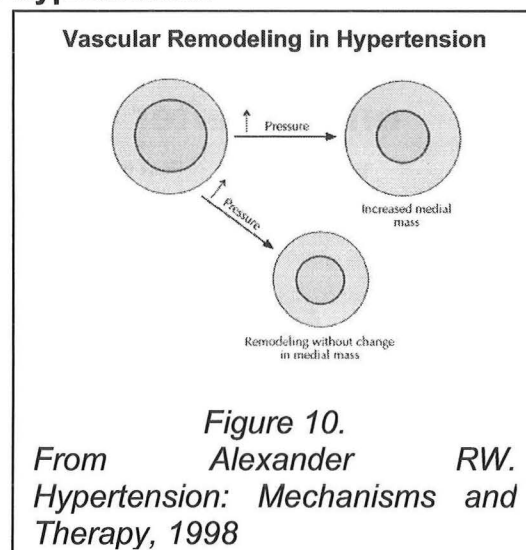 Vascular Remodeling in Hypertension
Pressure
Pressure
Increased medial
mass
Remodeling without change
in medial mass
Figure 10.
From Alexander RW.
Hypertension: Mechanisms and
Therapy, 1998